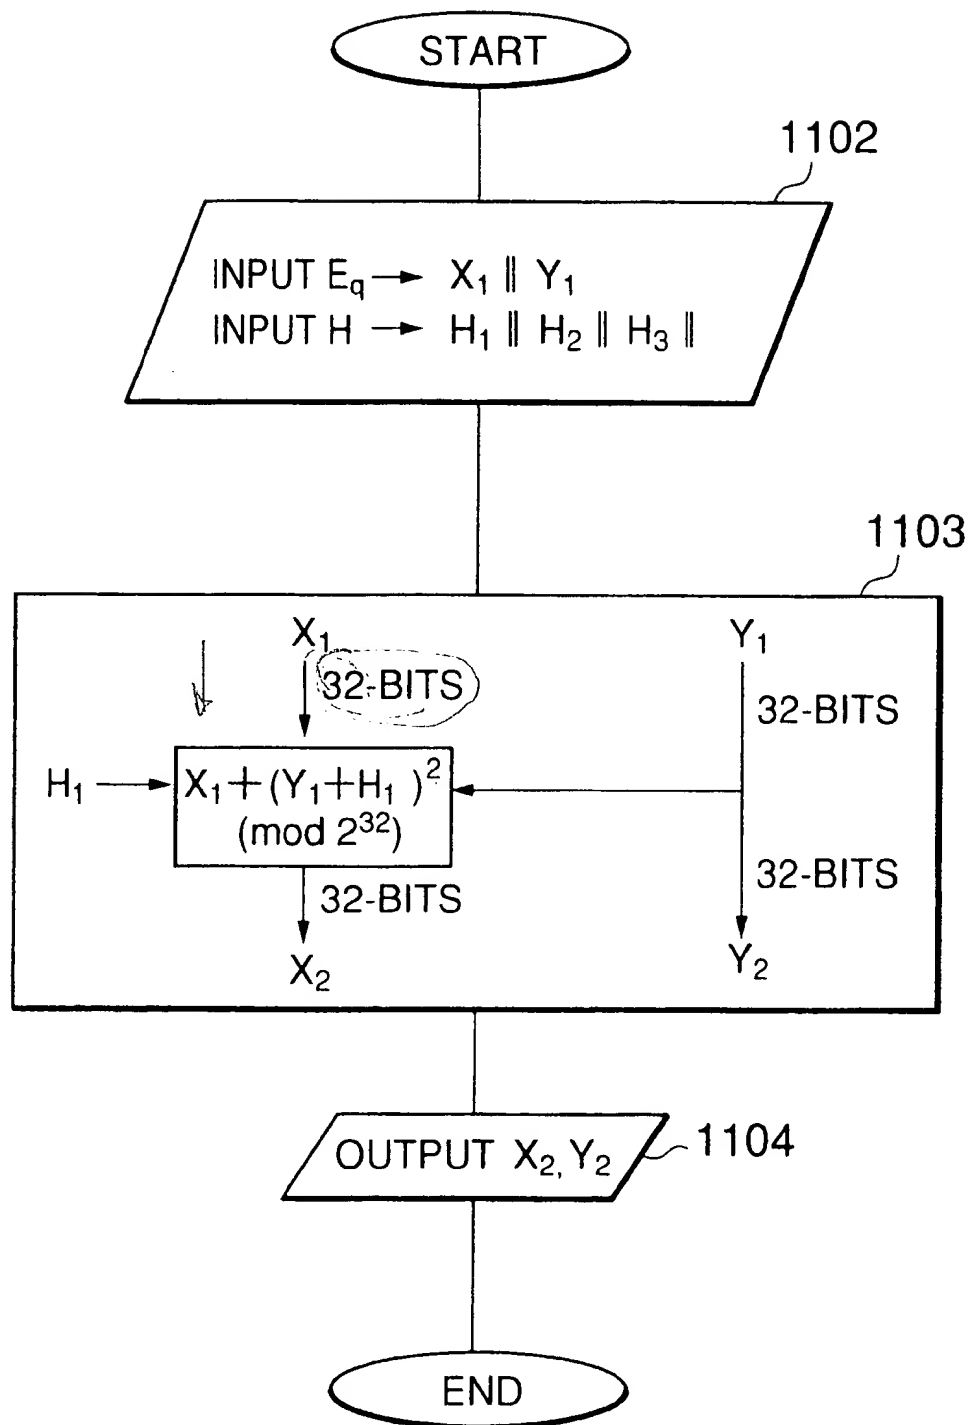 START
1102
INPUT E_q → X₁ ‖ Y₁
INPUT H → H₁ ‖ H₂ ‖ H₃ ‖
1103
X₁
Y₁
32-BITS
32-BITS
H₁
X₁ + (Y₁+H₁ )²
(mod 2³²)
32-BITS
32-BITS
X₂
Y₂
OUTPUT X₂, Y₂
1104
END